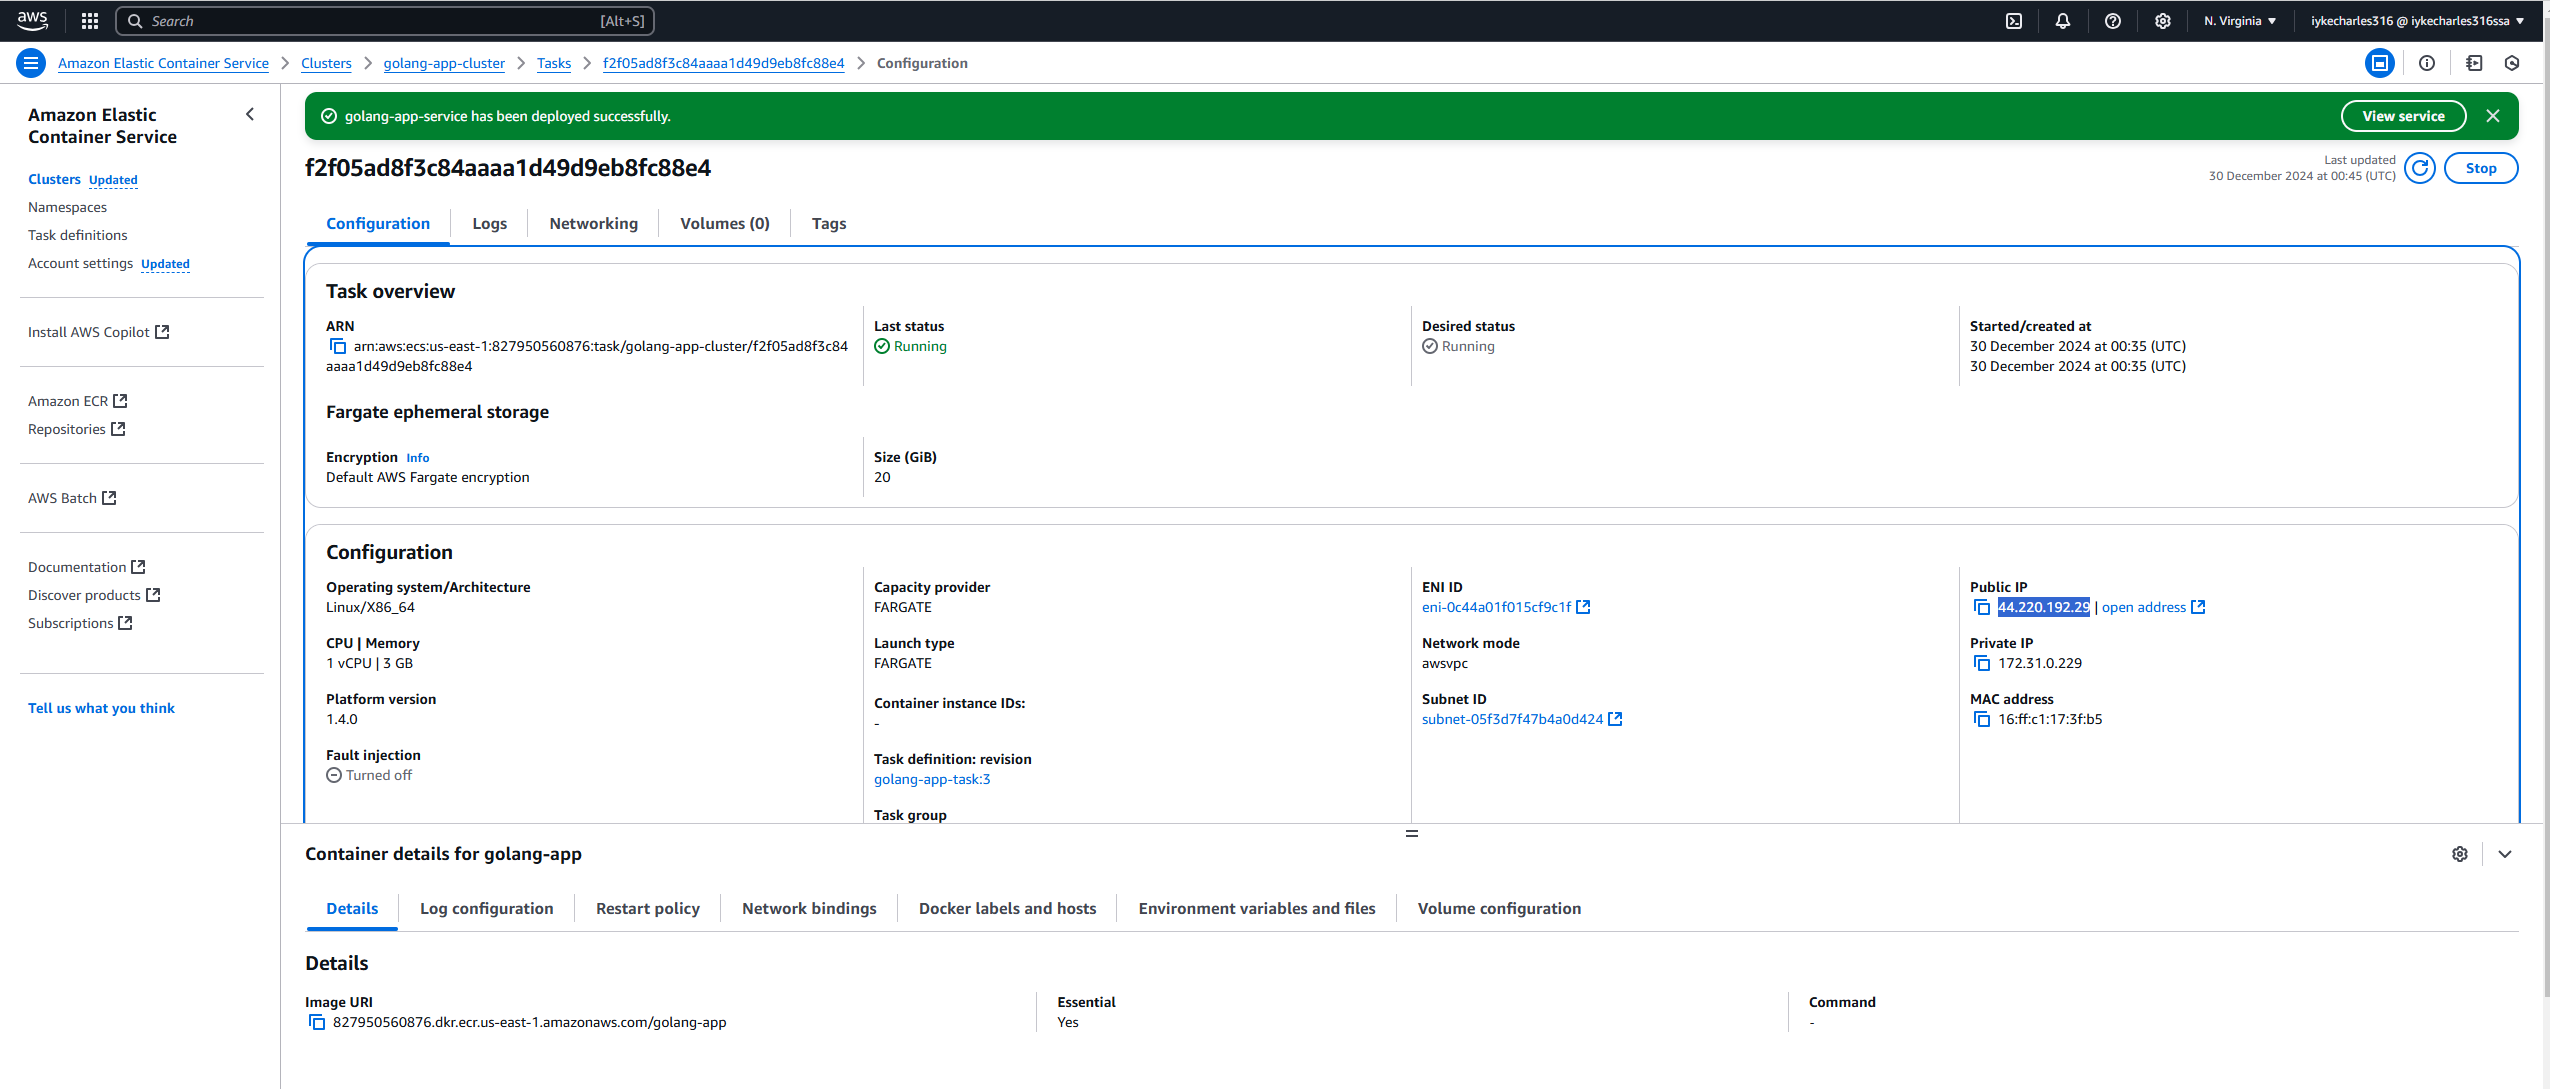 aws
Search
[Alt+S]
N. Virginia
iykecharles316 @ iykecharles316ssa
Amazon Elastic Container Service
Clusters
golang-app-cluster
Tasks
f2f05ad8f3c84aaaa1d49d9eb8fc88e4
Configuration
Amazon Elastic
Container Service
Clusters Updated
Namespaces
Task definitions
Account settings Updated
Install AWS Copilot
Amazon ECR
Repositories
AWS Batch
Documentation
Discover products
Subscriptions
Tell us what you think
golang-app-service has been deployed successfully.
View service
f2f05ad8f3c84aaaa1d49d9eb8fc88e4
Last updated
30 December 2024 at 00:45 (UTC)
Stop
Configuration
Logs
Networking
Volumes (0)
Tags
Task overview
ARN
arn:aws:ecs:us-east-1:827950560876:task/golang-app-cluster/f2f05ad8f3c84
aaaa1d49d9eb8fc88e4
Last status
Running
Desired status
Running
Started/created at
30 December 2024 at 00:35 (UTC)
30 December 2024 at 00:35 (UTC)
Fargate ephemeral storage
Encryption Info
Default AWS Fargate encryption
Size (GiB)
20
Configuration
Operating system/Architecture
Linux/X86_64
CPU | Memory
1 vCPU | 3 GB
Platform version
1.4.0
Fault injection
Turned off
Capacity provider
FARGATE
Launch type
FARGATE
Container instance IDs:
-
Task definition: revision
golang-app-task:3
Task group
ENI ID
eni-0c44a01f015cf9c1f
Network mode
awsvpc
Subnet ID
subnet-05f3d7f47b4a0d424
Public IP
44.220.192.29 | open address
Private IP
172.31.0.229
MAC address
16:ff:c1:17:3f:b5
Container details for golang-app
Details
Log configuration
Restart policy
Network bindings
Docker labels and hosts
Environment variables and files
Volume configuration
Details
Image URI
827950560876.dkr.ecr.us-east-1.amazonaws.com/golang-app
Essential
Yes
Command
-